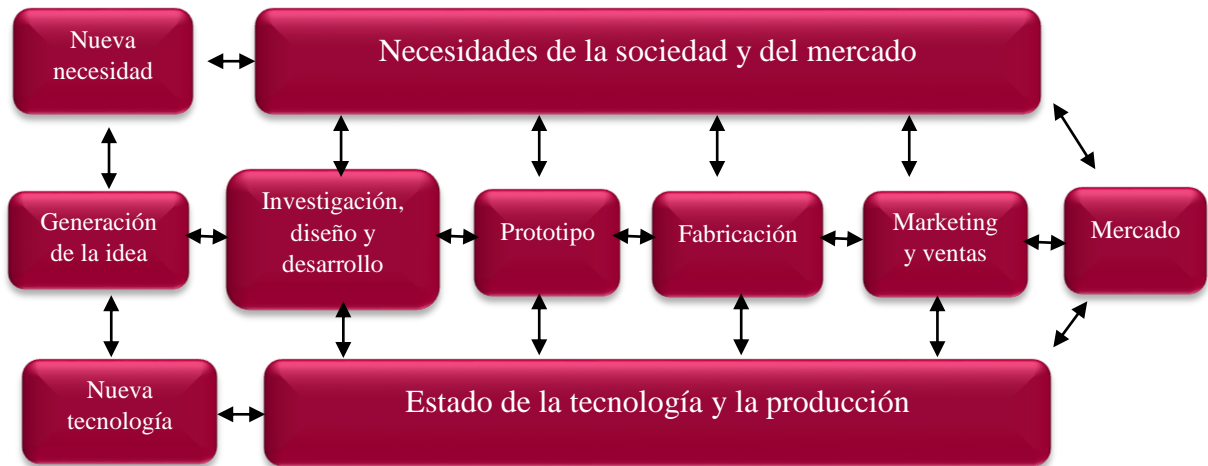 Nueva
necesidad
Necesidades de la sociedad y del mercado
Generación
de la idea
Investigación,
diseño y
desarrollo
Prototipo
Fabricación
Marketing
y ventas
Mercado
Nueva
tecnología
Estado de la tecnología y la producción